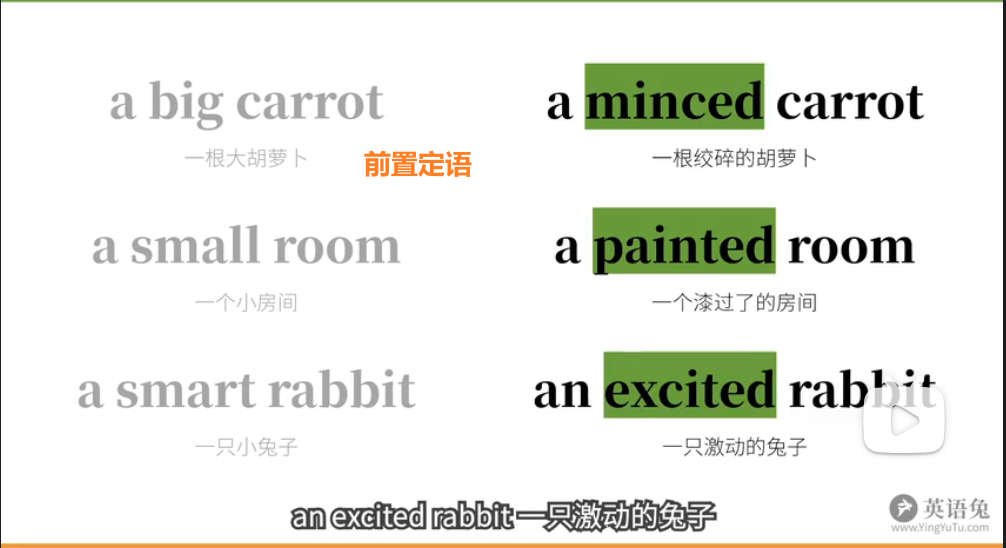 a big carrot
一根大胡萝卜
a minced carrot
一根绞碎的胡萝卜
前置定语
a small room
一个小房间
a painted room
一个漆过了的房间
a smart rabbit
一只小兔子
an excited rabbit
一只激动的兔子
an excited rabbit 一只激动的兔子
英语兔
www.YingYuTu.com